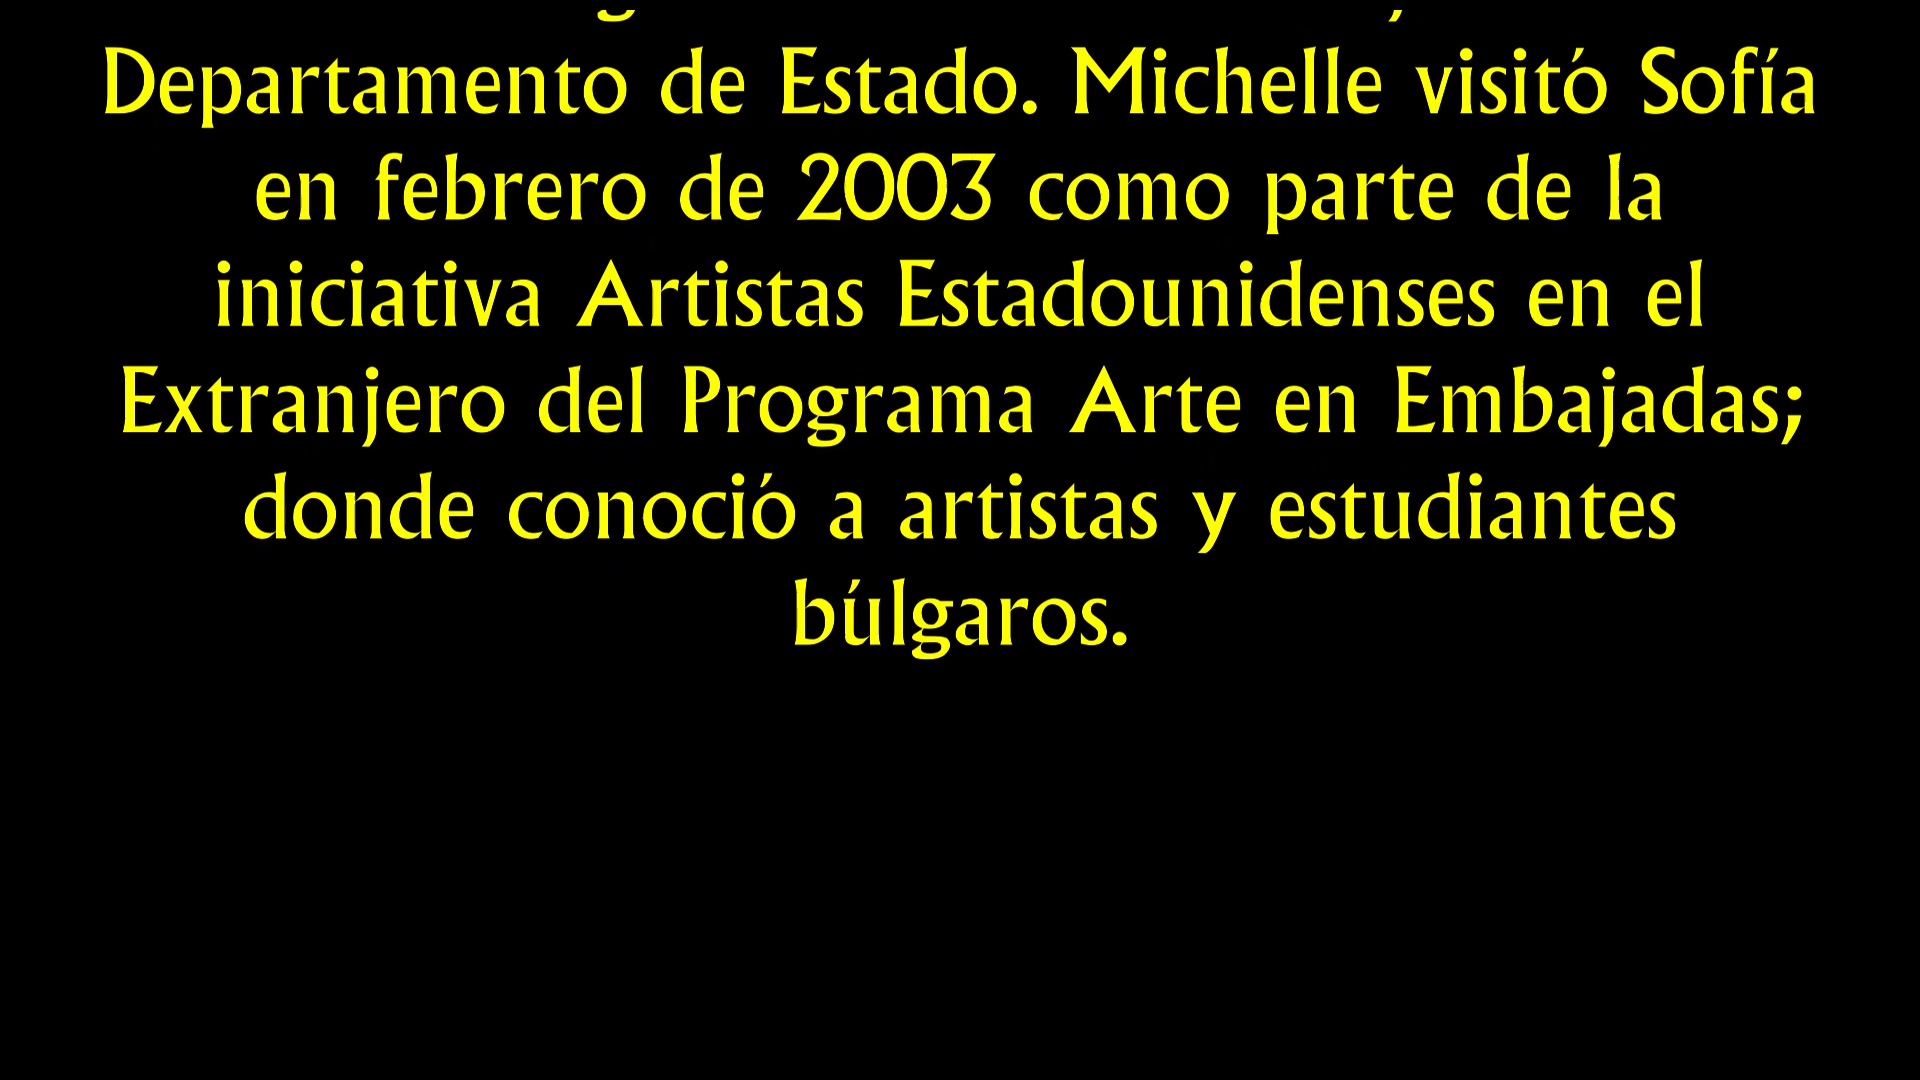 Departamento de Estado. Michelle visitó Sofía
en febrero de 2003 como parte de la
iniciativa Artistas Estadounidenses en el
Extranjero del Programa Arte en Embajadas;
donde conoció a artistas y estudiantes
búlgaros.